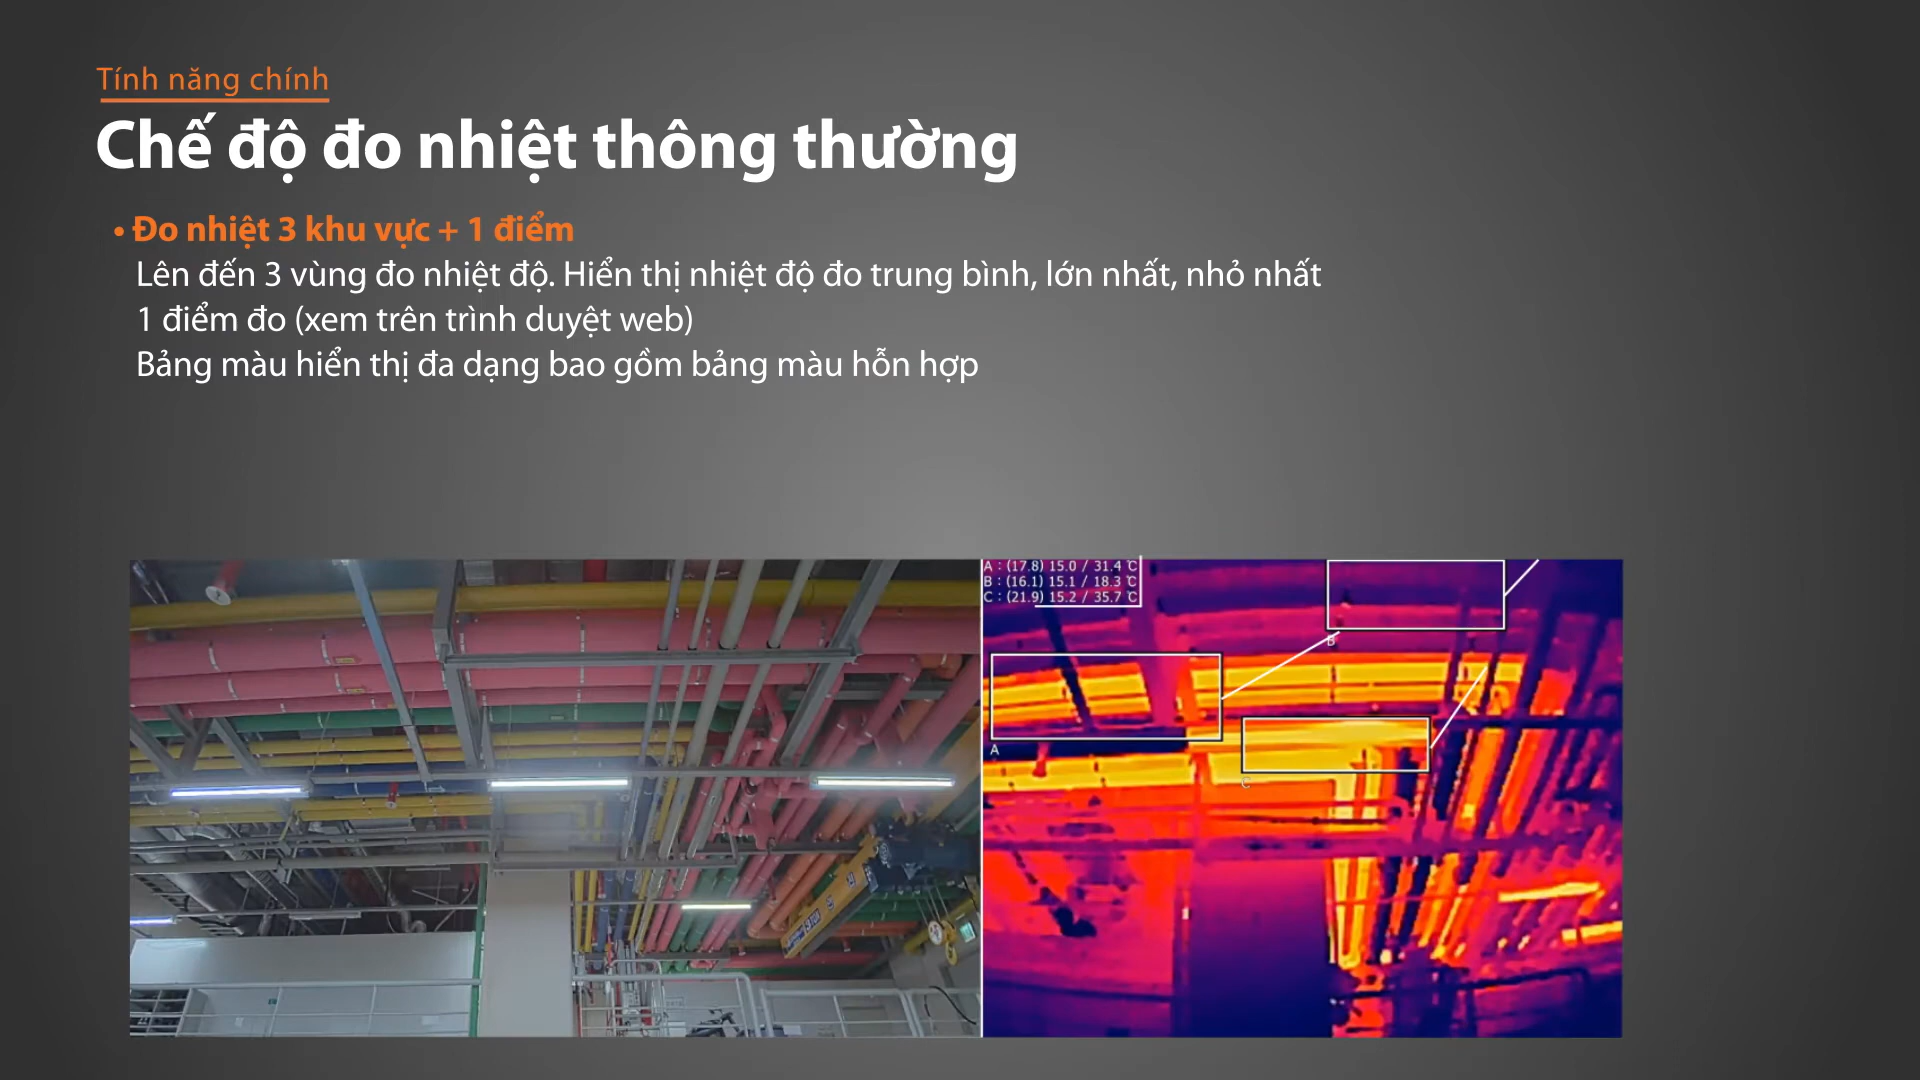 Tính năng chính
Chế độ đo nhiệt thông thường
• Đo nhiệt 3 khu vực + 1 điểm
Lên đến 3 vùng đo nhiệt độ. Hiển thị nhiệt độ đo trung bình, lớn nhất, nhỏ nhất
1 điểm đo (xem trên trình duyệt web)
Bảng màu hiển thị đa dạng bao gồm bảng màu hỗn hợp
A : (17.8) 15.0 / 31.4 ℃
B : (16.1) 15.1 / 18.3 ℃
C : (21.9) 15.2 / 35.7 ℃
B
A
C